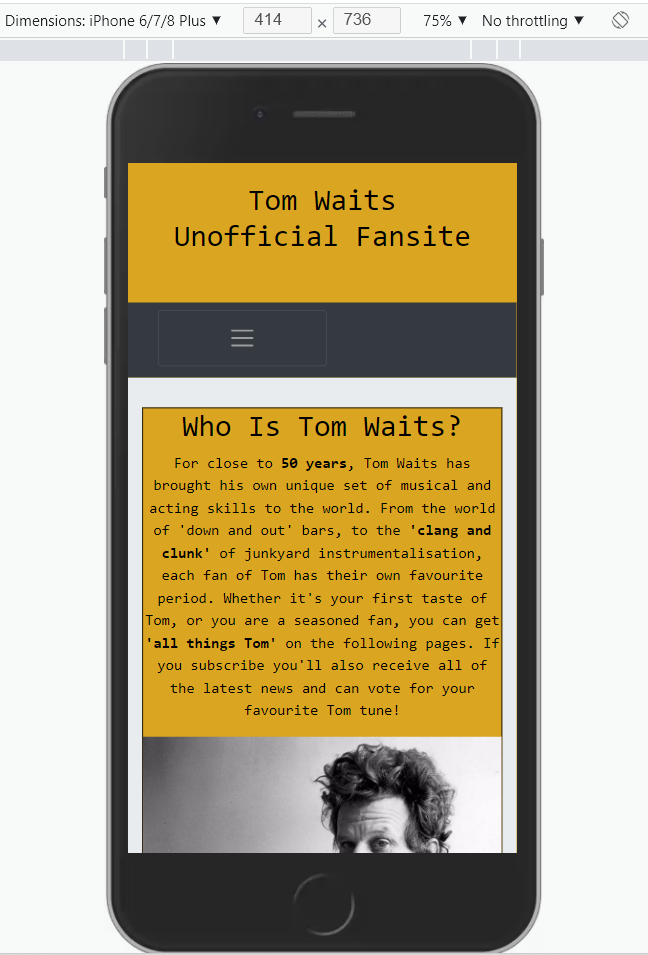 Dimensions: iPhone 6/7/8 Plus ▼ 414 × 736 75% ▼ No throttling ▼
Tom Waits
Unofficial Fansite
Who Is Tom Waits?
For close to 50 years, Tom Waits has
brought his own unique set of musical and
acting skills to the world. From the world
of 'down and out' bars, to the 'clang and
clunk' of junkyard instrumentalisation,
each fan of Tom has their own favourite
period. Whether it's your first taste of
Tom, or you are a seasoned fan, you can get
'all things Tom' on the following pages. If
you subscribe you'll also receive all of
the latest news and can vote for your
favourite Tom tune!